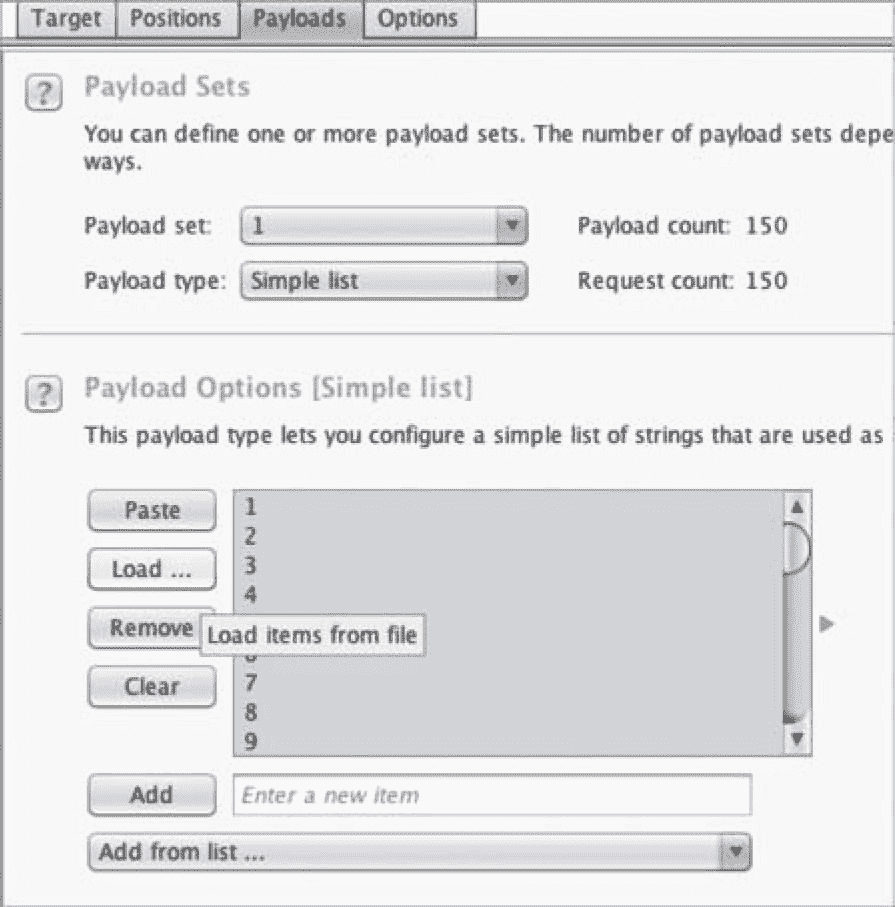 Target Positions Payloads Options
Payload Sets
You can define one or more payload sets. The number of payload sets depe
ways.
Payload set: 1 Payload count: 150
Payload type: Simple list Request count: 150
Payload Options [Simple list]
This payload type lets you configure a simple list of strings that are used as
Paste 1
2
Load ... 3
4
Remove Load items from file
Clear 7
8
9
Add Enter a new item
Add from list ...